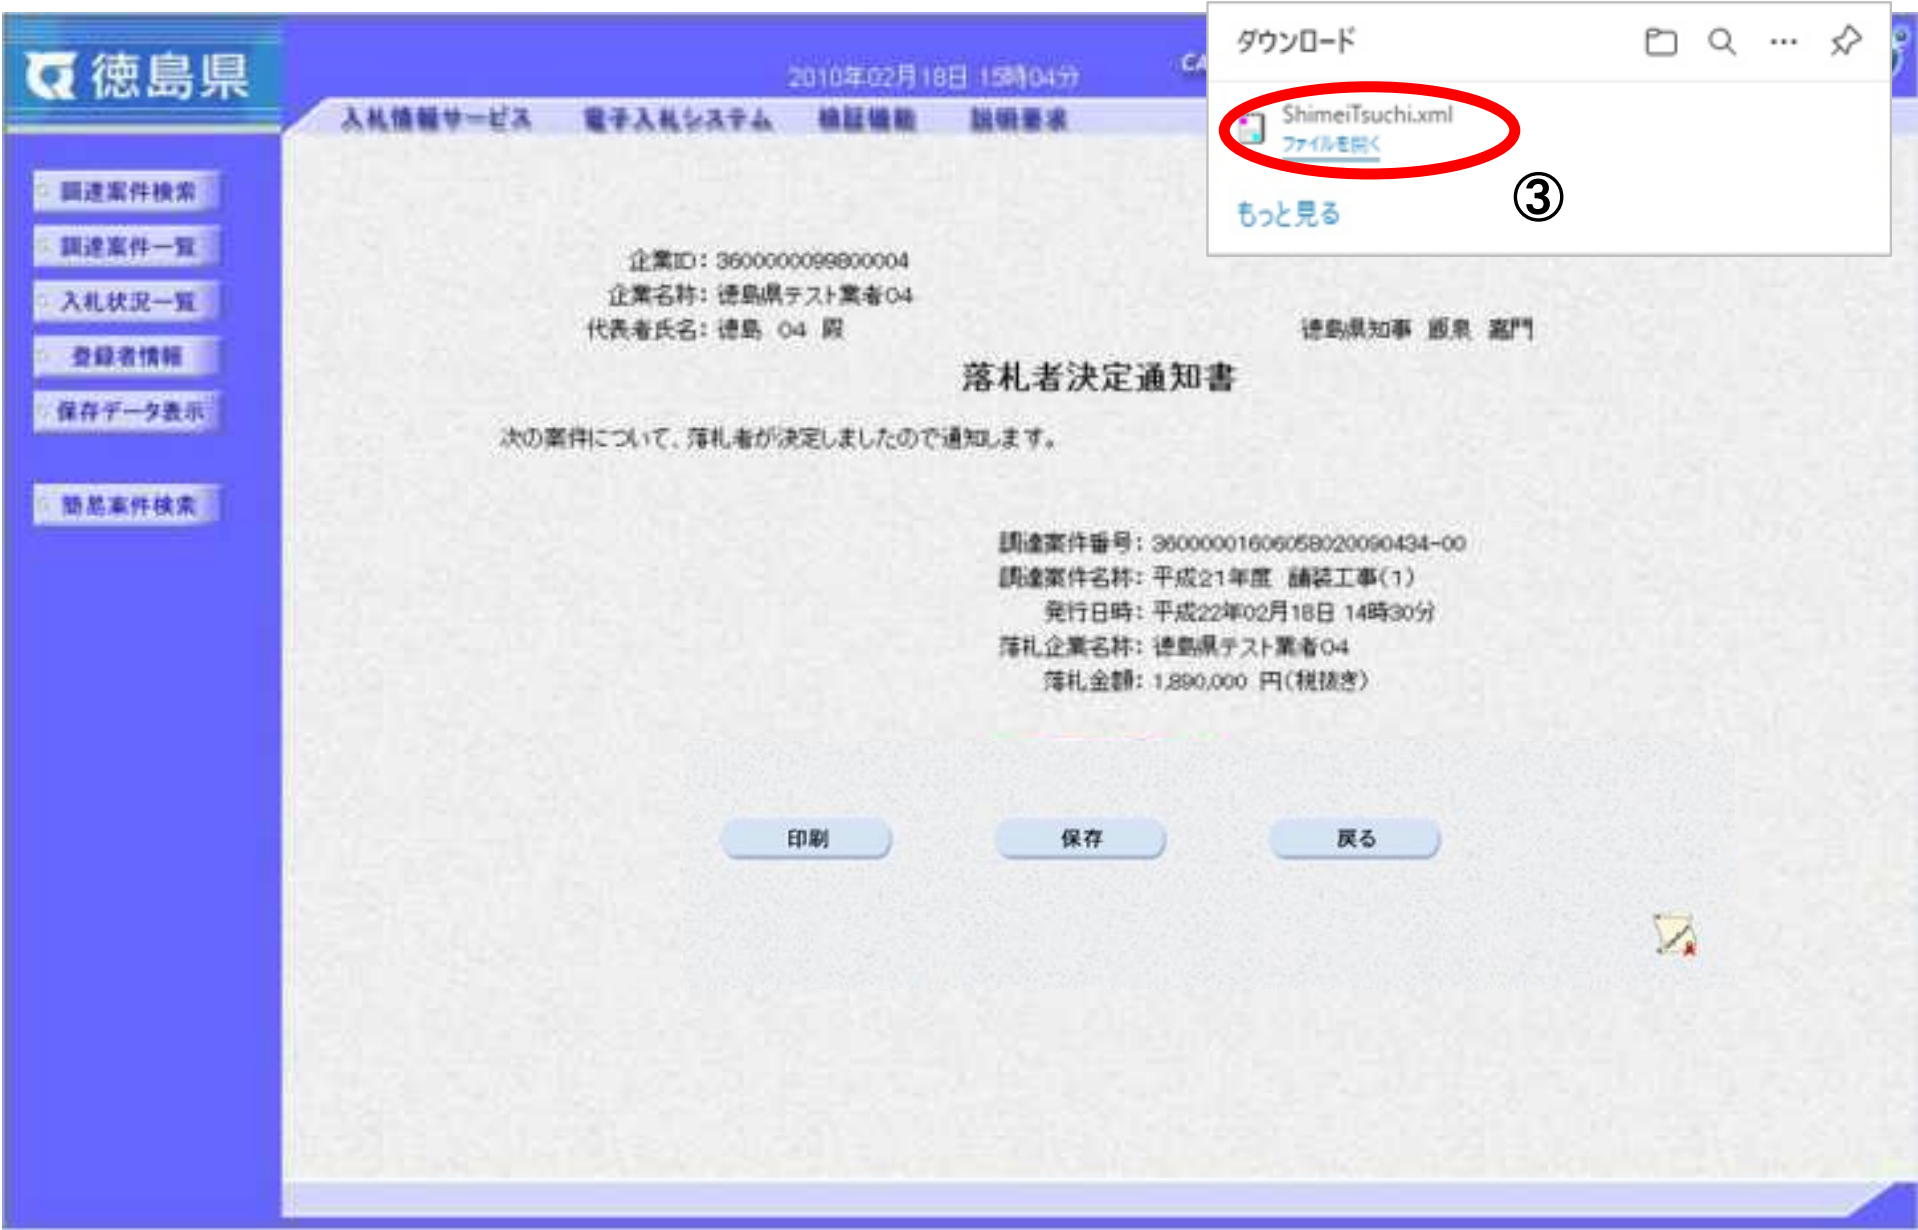 徳島県
2010年02月18日 15時04分
CA
入札情報サービス 電子入札システム 検証機能 説明要求
ダウンロード
ShimeiTsuchi.xml
ファイルを開く
もっと見る
③
調達案件検索
調達案件一覧
入札状況一覧
登録者情報
保存データ表示
簡易案件検索
企業ID: 3600000099800004
企業名称: 徳島県テスト業者04
代表者氏名: 徳島 04 殿
徳島県知事 飯泉 嘉門
落札者決定通知書
次の案件について、落札者が決定しましたので通知します。
調達案件番号: 3600000160605802009​0434-00
調達案件名称: 平成21年度 舗装工事(1)
発行日時: 平成22年02月18日 14時30分
落札企業名称: 徳島県テスト業者04
落札金額: 1,890,000 円(税抜き)
印刷
保存
戻る